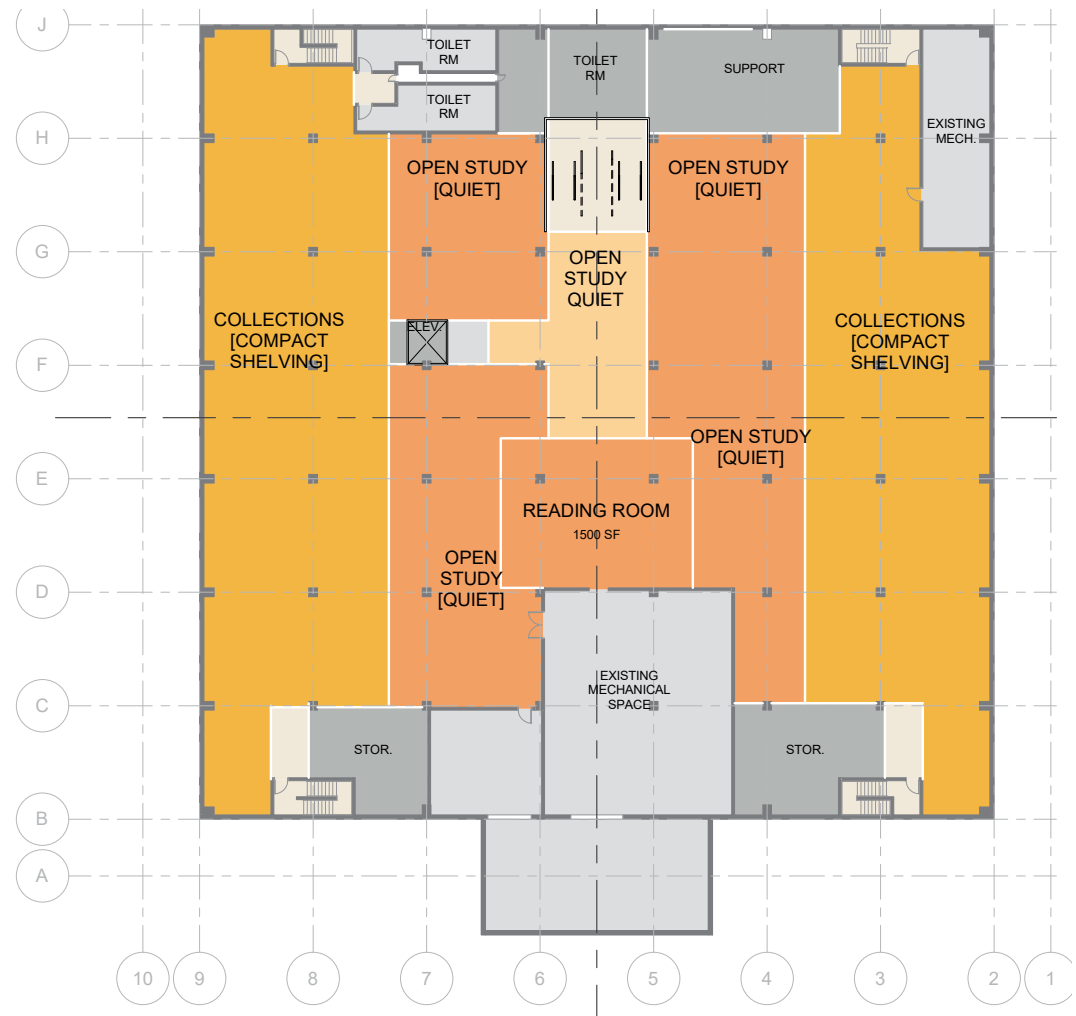 J
TOILET
RM
TOILET
RM
SUPPORT
TOILET
RM
H
EXISTING
MECH.
OPEN STUDY
[QUIET]
OPEN STUDY
[QUIET]
G
OPEN
STUDY
QUIET
COLLECTIONS
[COMPACT
SHELVING]
ELEV.
COLLECTIONS
[COMPACT
SHELVING]
F
OPEN STUDY
[QUIET]
E
READING ROOM
1500 SF
OPEN
STUDY
[QUIET]
D
EXISTING
MECHANICAL
SPACE
C
STOR.
STOR.
B
A
10
9
8
7
6
5
4
3
2
1